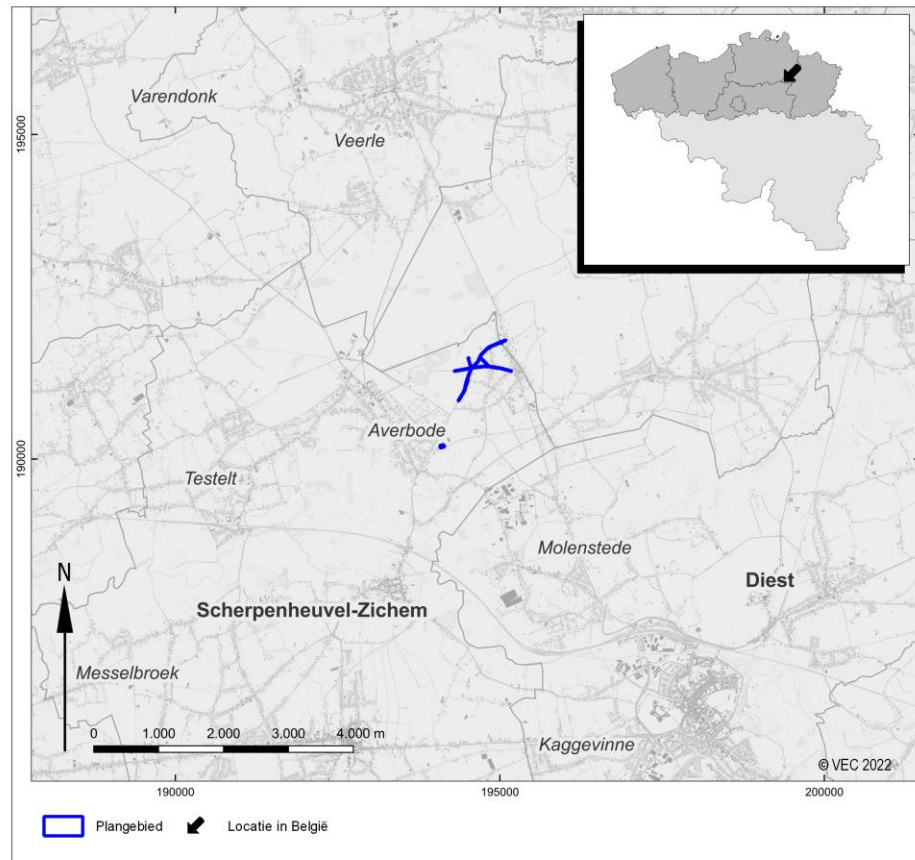 Varendonk
Veerle
195000
Averbode
190000
Testelt
Molenstede
Diest
N
Scherpenheuvel-Zichem
Messelbroek
0 1.000 2.000 3.000 4.000 m
Kaggevinne
© VEC 2022
190000 195000 200000
Plangebied Locatie in België